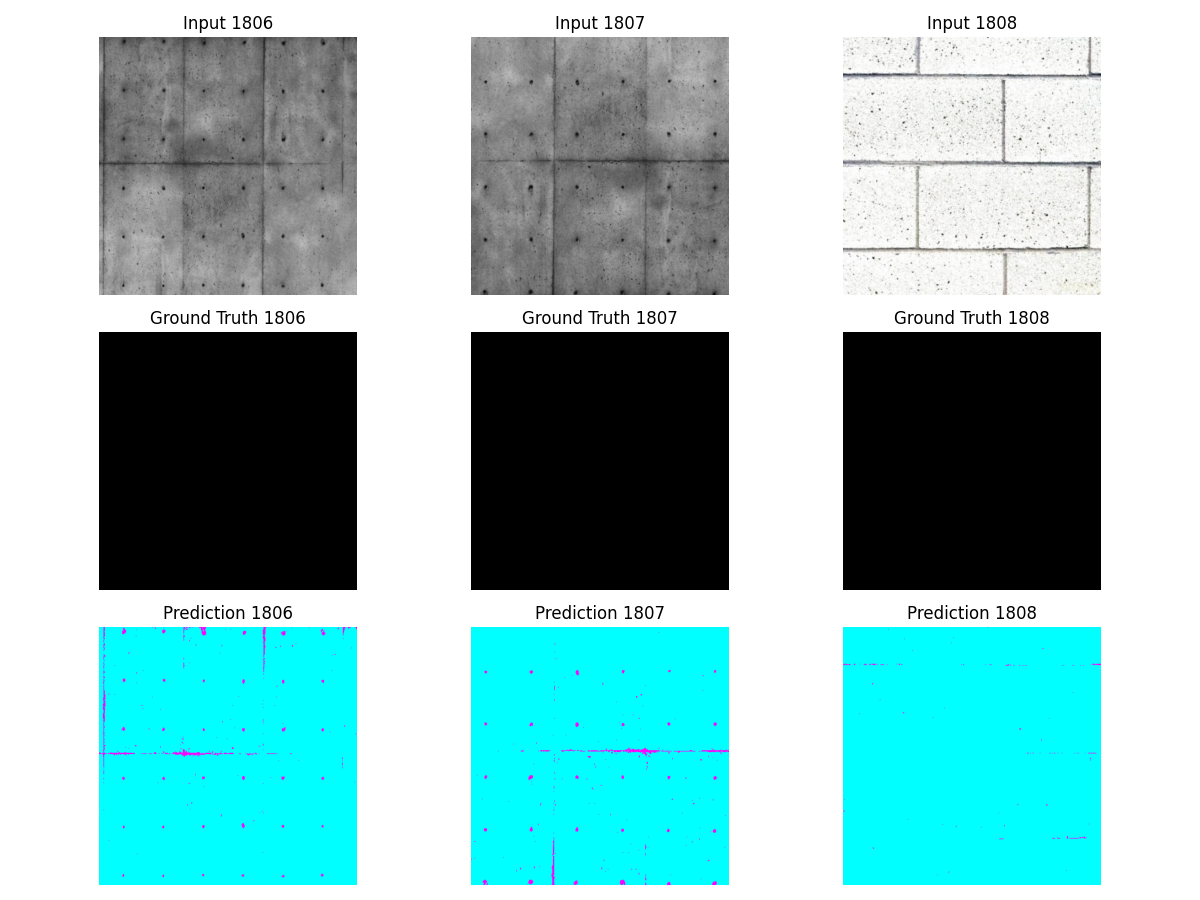 Input 1806
Input 1807
Input 1808
Ground Truth 1806
Ground Truth 1807
Ground Truth 1808
Prediction 1806
Prediction 1807
Prediction 1808